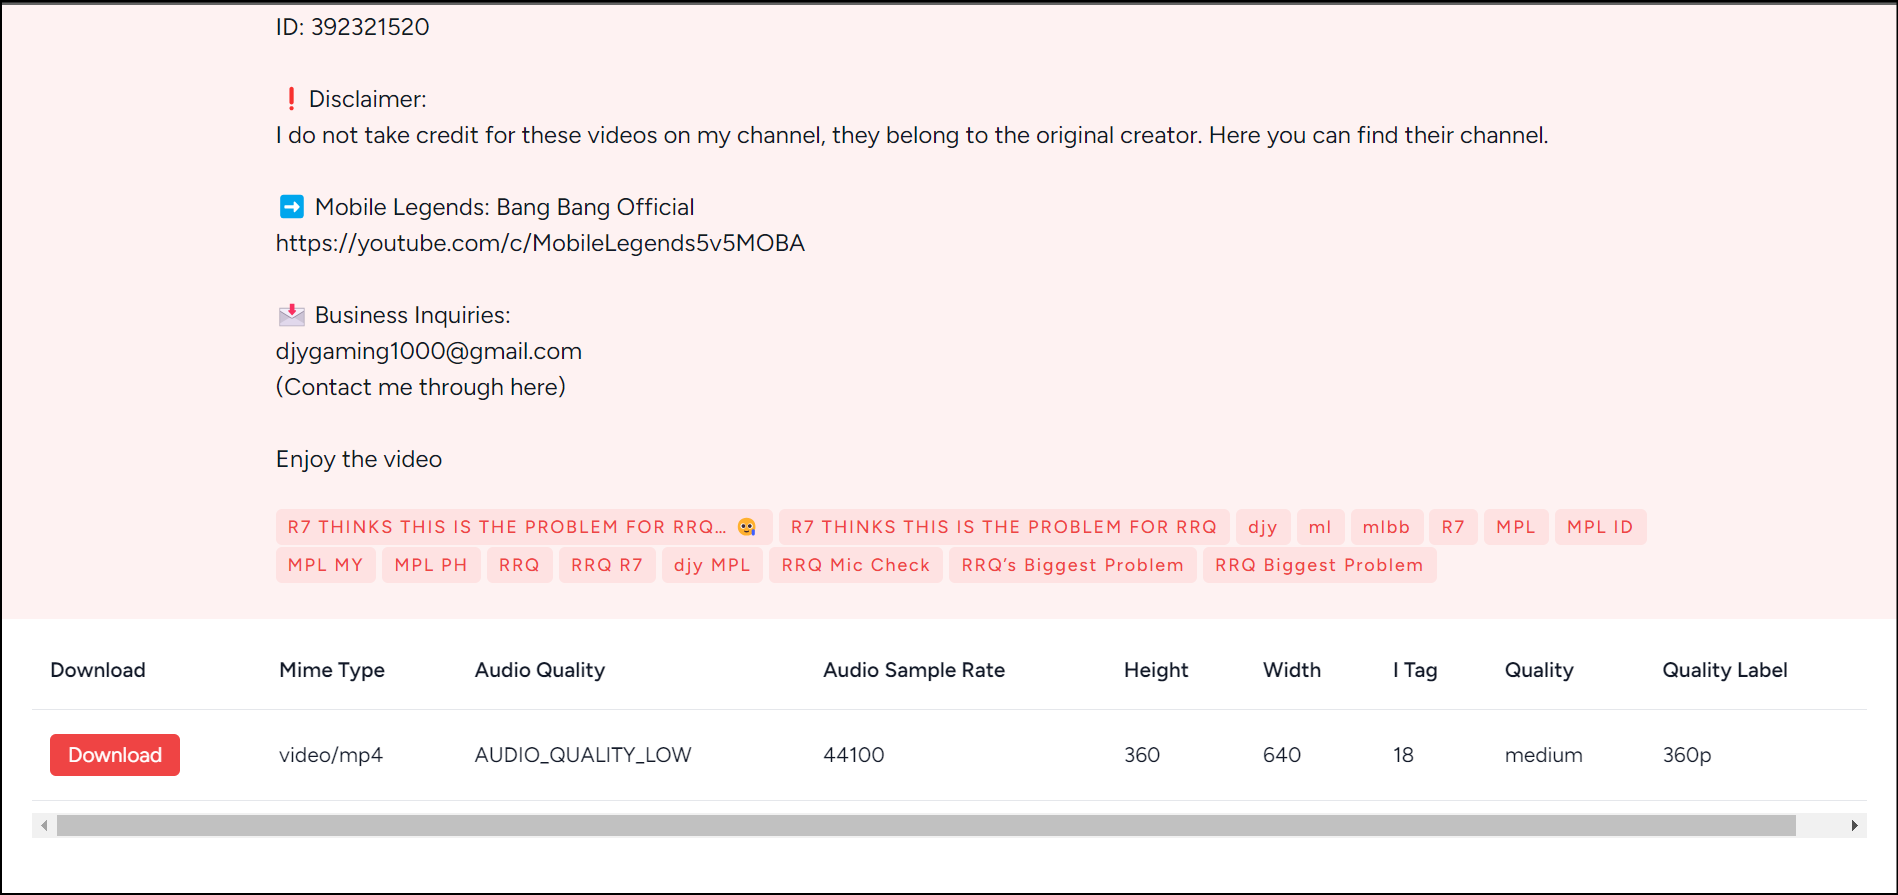 ID: 392321520
❗ Disclaimer:
I do not take credit for these videos on my channel, they belong to the original creator. Here you can find their channel.
➡️ Mobile Legends: Bang Bang Official
https://youtube.com/c/MobileLegends5v5MOBA
📩 Business Inquiries:
djygaming1000@gmail.com
(Contact me through here)
Enjoy the video
R7 THINKS THIS IS THE PROBLEM FOR RRQ... 🥲 R7 THINKS THIS IS THE PROBLEM FOR RRQ djy ml mlbb R7 MPL MPL ID
MPL MY MPL PH RRQ RRQ R7 djy MPL RRQ Mic Check RRQ’s Biggest Problem RRQ Biggest Problem
Download Mime Type Audio Quality Audio Sample Rate Height Width I Tag Quality Quality Label
Download video/mp4 AUDIO_QUALITY_LOW 44100 360 640 18 medium 360p